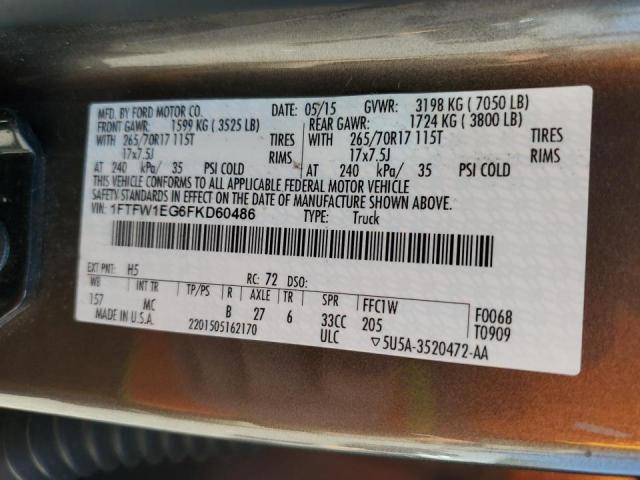 MFD. BY FORD MOTOR CO. DATE: 05/15 GVWR: 3198 KG (7050 LB)
FRONT GAWR: 1599 KG (3525 LB) REAR GAWR: 1724 KG (3800 LB)
WITH 265/70R17 115T TIRES WITH 265/70R17 115T TIRES
17x7.5J RIMS 17x7.5J RIMS
AT 240 kPa/ 35 PSI COLD AT 240 kPa/ 35 PSI COLD
THIS VEHICLE CONFORMS TO ALL APPLICABLE FEDERAL MOTOR VEHICLE
SAFETY STANDARDS IN EFFECT ON THE DATE OF MANUFACTURE SHOWN ABOVE.
VIN: 1FTFW1EG6FKD60486 TYPE: Truck
EXT PNT: H5 RC: 72 DSO:
WB INT TR TP/PS R AXLE TR SPR FFC1W F0068
157 MC B 27 6 33CC 205 T0909
MADE IN U.S.A. 2201505162170 ULC ▽5U5A-3520472-AA